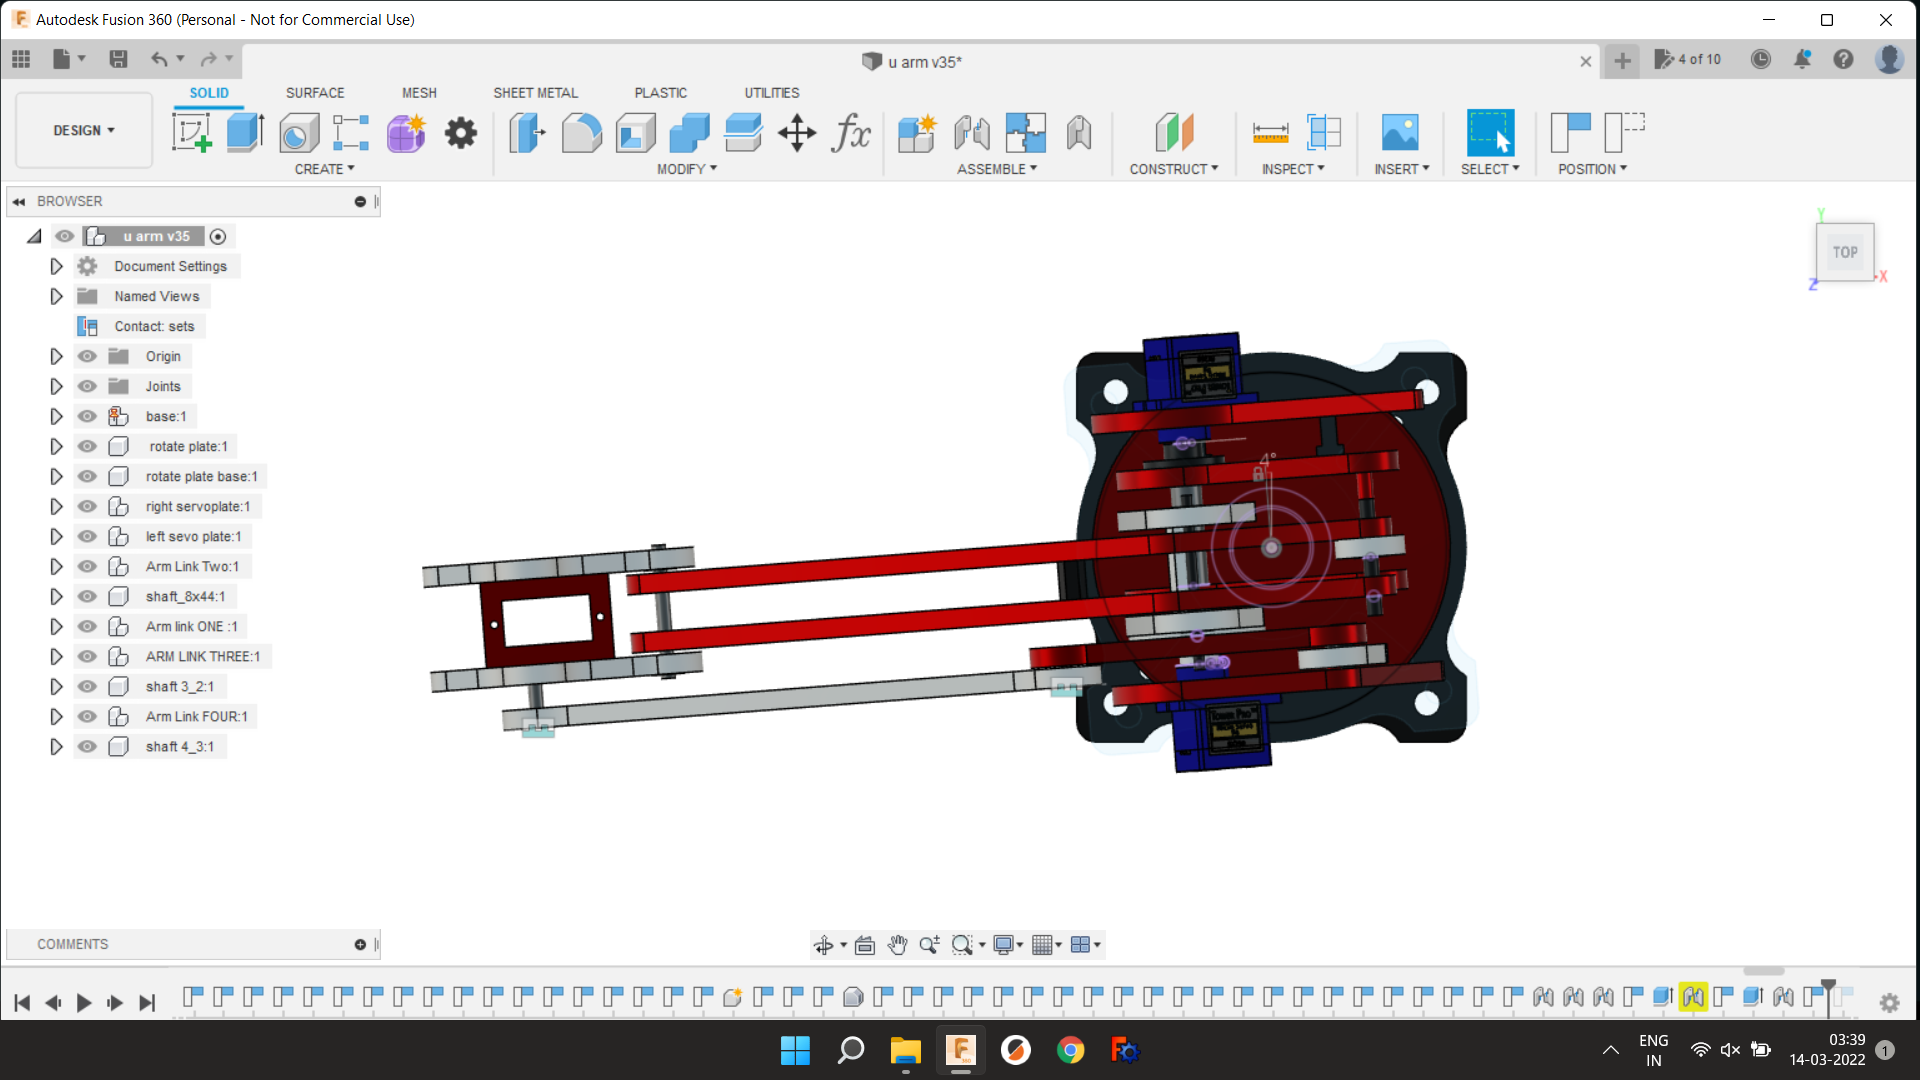 Autodesk Fusion 360 (Personal - Not for Commercial Use)
u arm v35*
4 of 10
DESIGN
SOLID
SURFACE
MESH
SHEET METAL
PLASTIC
UTILITIES
CREATE
MODIFY
ASSEMBLE
CONSTRUCT
INSPECT
INSERT
SELECT
POSITION
BROWSER
u arm v35
Document Settings
Named Views
Contact: sets
Origin
Joints
base:1
rotate plate:1
rotate plate base:1
right servoplate:1
left sevo plate:1
Arm Link Two:1
shaft_8x44:1
Arm link ONE :1
ARM LINK THREE:1
shaft 3_2:1
Arm Link FOUR:1
shaft 4_3:1
Y
TOP
X
Z
4°
COMMENTS
ENG
IN
03:39
14-03-2022
1